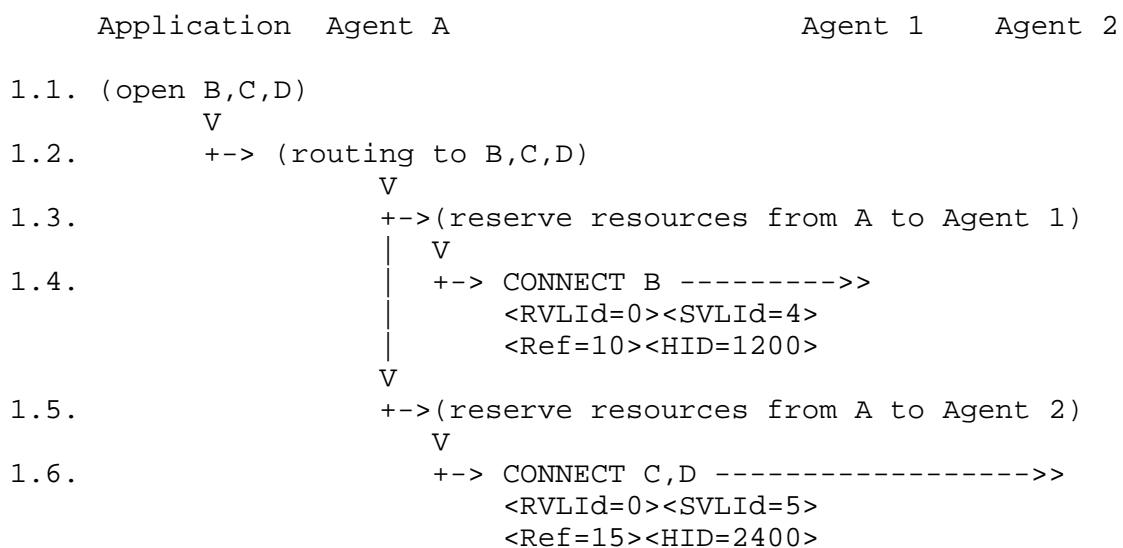 Application  Agent A                      Agent 1    Agent 2
1.1. (open B,C,D)
V
1.2.        +-> (routing to B,C,D)
V
1.3.                   +->(reserve resources from A to Agent 1)
|   V
1.4.                   |  +-> CONNECT B --------->>
|      <RVLId=0><SVLId=4>
|      <Ref=10><HID=1200>
V
1.5.                   +->(reserve resources from A to Agent 2)
V
1.6.                      +-> CONNECT C,D ------------------>>
<RVLId=0><SVLId=5>
<Ref=15><HID=2400>